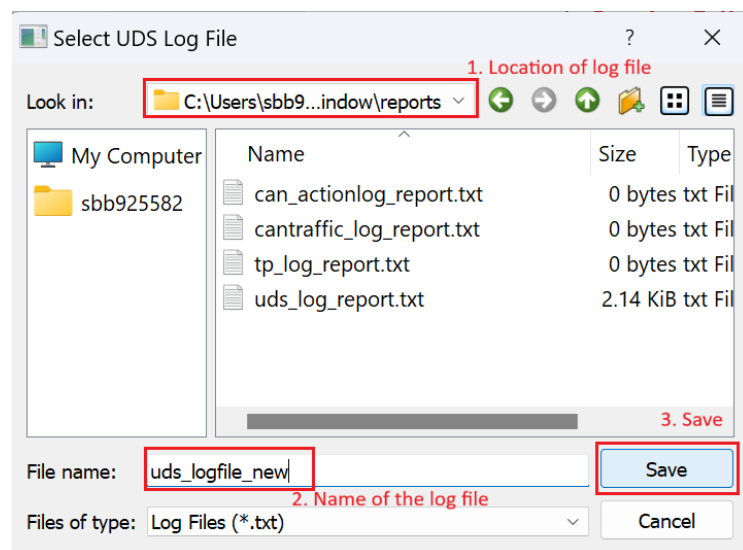 Select UDS Log File ?
1. Location of log file
Look in: C:\Users\sbb9...indow\reports
My Computer
sbb925582
Name Size Type
can_actionlog_report.txt 0 bytes txt Fil
cantraffic_log_report.txt 0 bytes txt Fil
tp_log_report.txt 0 bytes txt Fil
uds_log_report.txt 2.14 KiB txt Fil
3. Save
File name: uds_logfile_new Save
2. Name of the log file
Files of type: Log Files (*.txt) Cancel